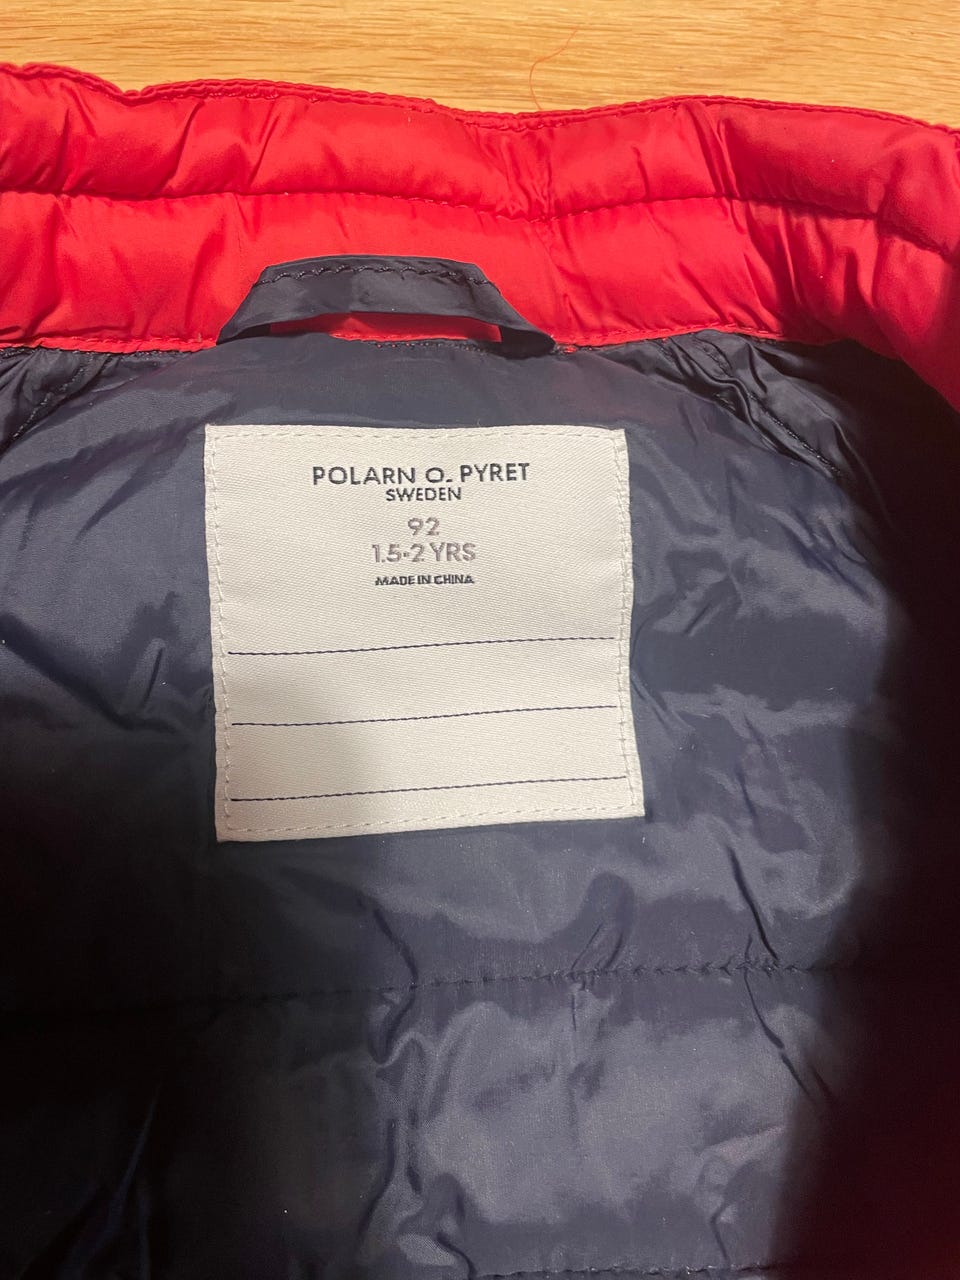 POLARN O. PYRET
SWEDEN
92
1.5-2 YRS
MADE IN CHINA